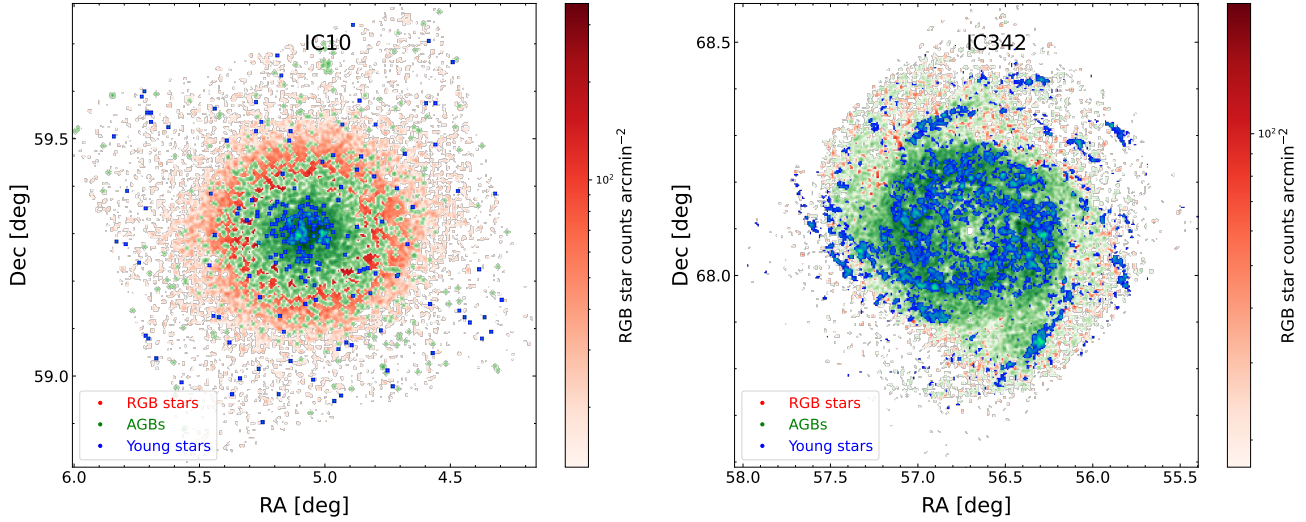 IC10
Dec [deg]
59.5
59.0
6.0
5.5
5.0
4.5
RA [deg]
RGB stars
AGBs
Young stars
10²
RGB star counts arcmin⁻²
IC342
Dec [deg]
68.5
68.0
58.0
57.5
57.0
56.5
56.0
55.5
RA [deg]
RGB stars
AGBs
Young stars
10²
RGB star counts arcmin⁻²